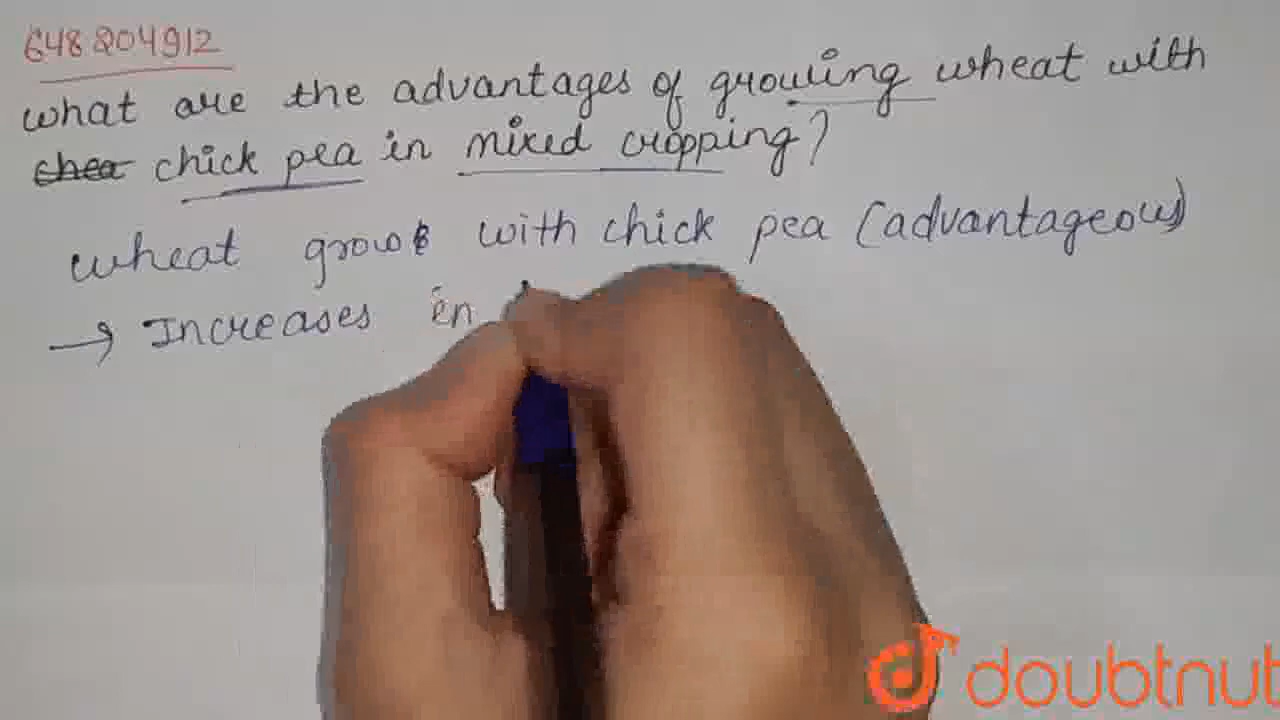 648204912
what are the advantages of growing wheat with
chea chick pea in mixed cropping?
wheat grows with chick pea (advantageous)
→ Increases in
doubtnut